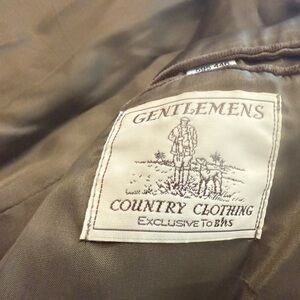 GENTLEMENS
COUNTRY CLOTHING
EXCLUSIVE TO BHS